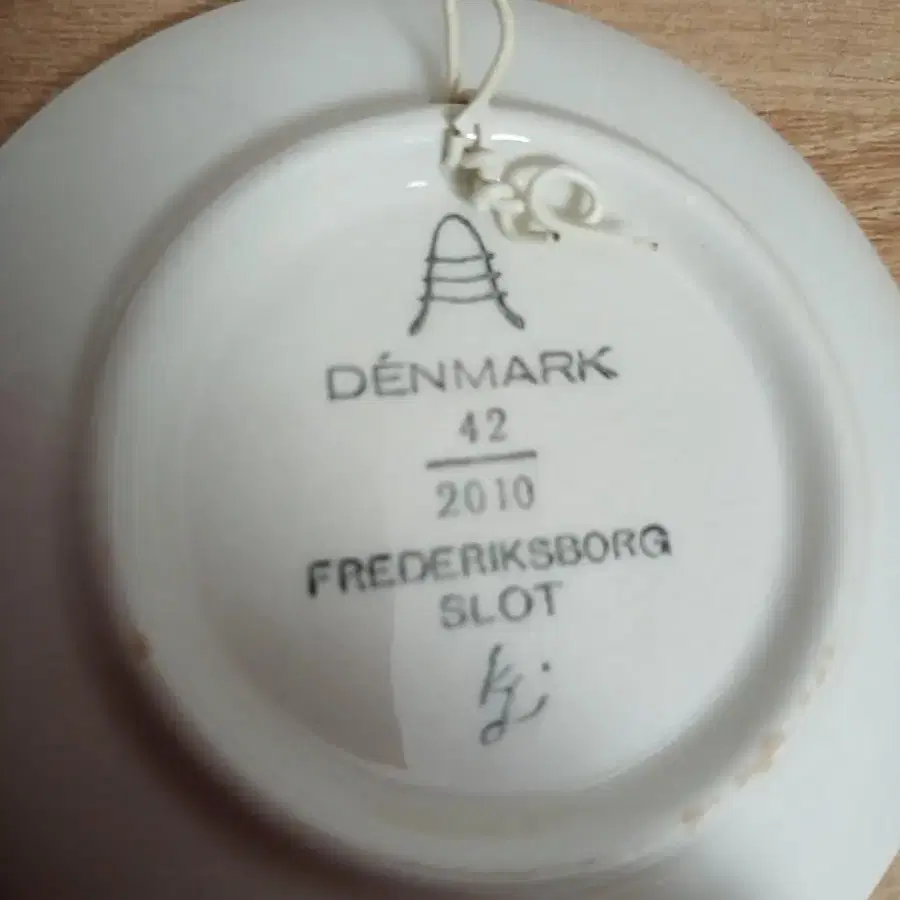 DÉNMARK
42
2010
FREDERIKSBORG
SLOT